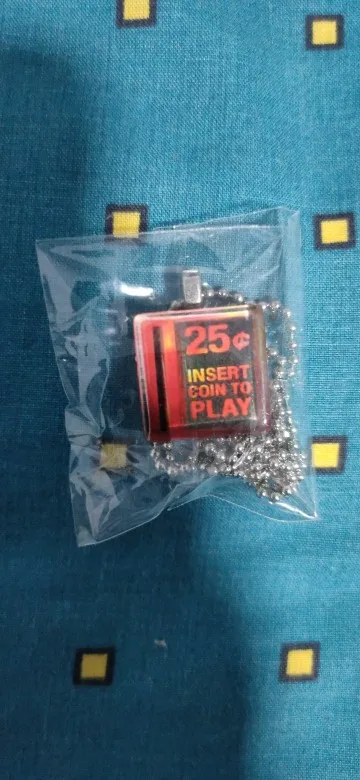 25¢
INSERT
COIN TO
PLAY